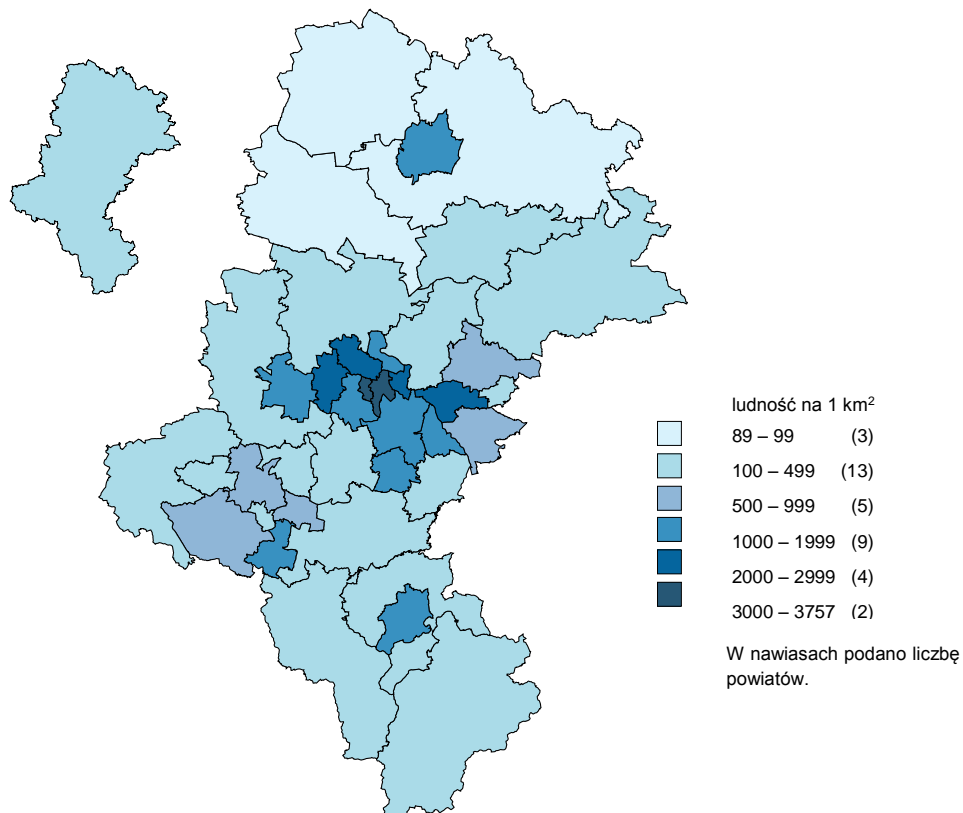 ludność na 1 km²
89 – 99 (3)
100 – 499 (13)
500 – 999 (5)
1000 – 1999 (9)
2000 – 2999 (4)
3000 – 3757 (2)
W nawiasach podano liczbę
powiatów.